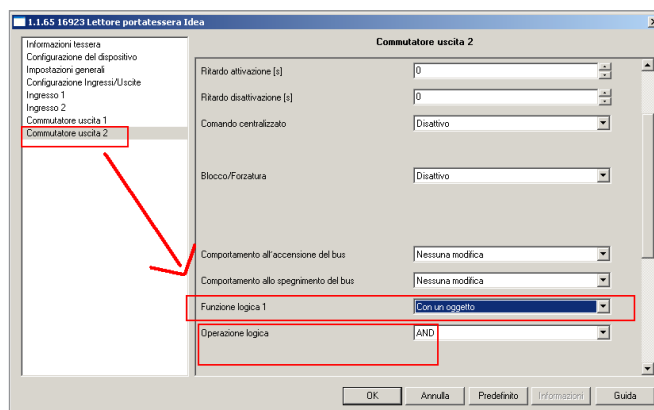 1.1.65 16923 Lettore portatessera Idea
Informazioni tessera
Configurazione del dispositivo
Impostazioni generali
Configurazione Ingressi/Uscite
Ingresso 1
Ingresso 2
Commutatore uscita 1
Commutatore uscita 2
Commutatore uscita 2
Ritardo attivazione [s] 0
Ritardo disattivazione [s] 0
Comando centralizzato Disattivo
Blocco/Forzatura Disattivo
Comportamento all'accensione del bus Nessuna modifica
Comportamento allo spegnimento del bus Nessuna modifica
Funzione logica 1 Con un oggetto
Operazione logica AND
OK Annulla Predefinito Informazioni Guida